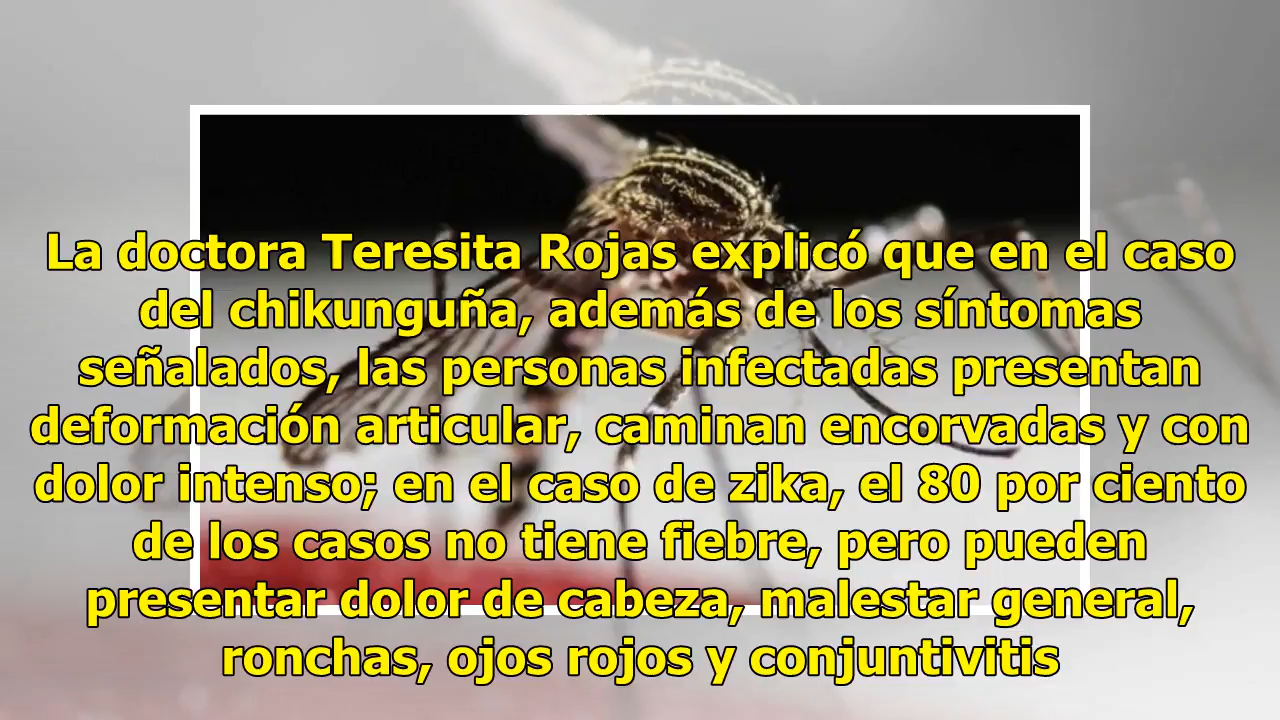 La doctora Teresita Rojas explicó que en el caso
del chikunguña, además de los síntomas
señalados, las personas infectadas presentan
deformación articular, caminan encorvadas y con
dolor intenso; en el caso de zika, el 80 por ciento
de los casos no tiene fiebre, pero pueden
presentar dolor de cabeza, malestar general,
ronchas, ojos rojos y conjuntivitis